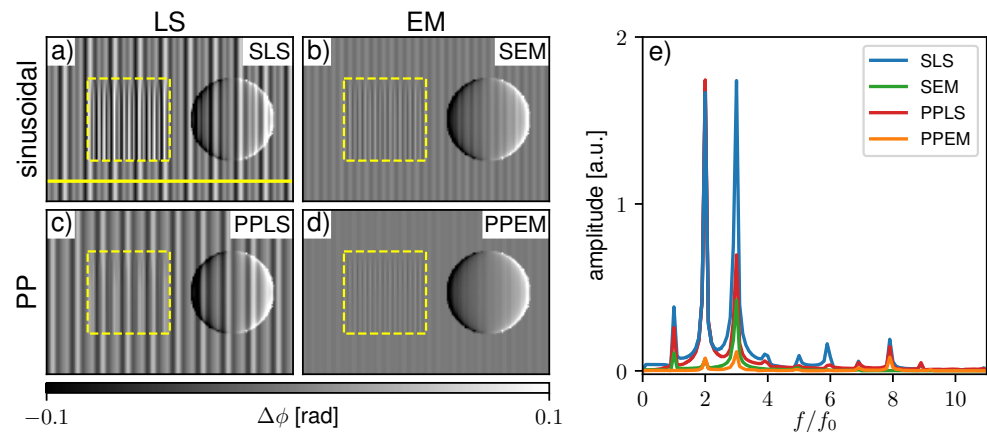 LS
EM
sinusoidal
a)
SLS
b)
SEM
PP
c)
PPLS
d)
PPEM
−0.1
Δϕ [rad]
0.1
e)
amplitude [a.u.]
2
1
0
0
2
4
6
8
10
f/f₀
SLS
SEM
PPLS
PPEM